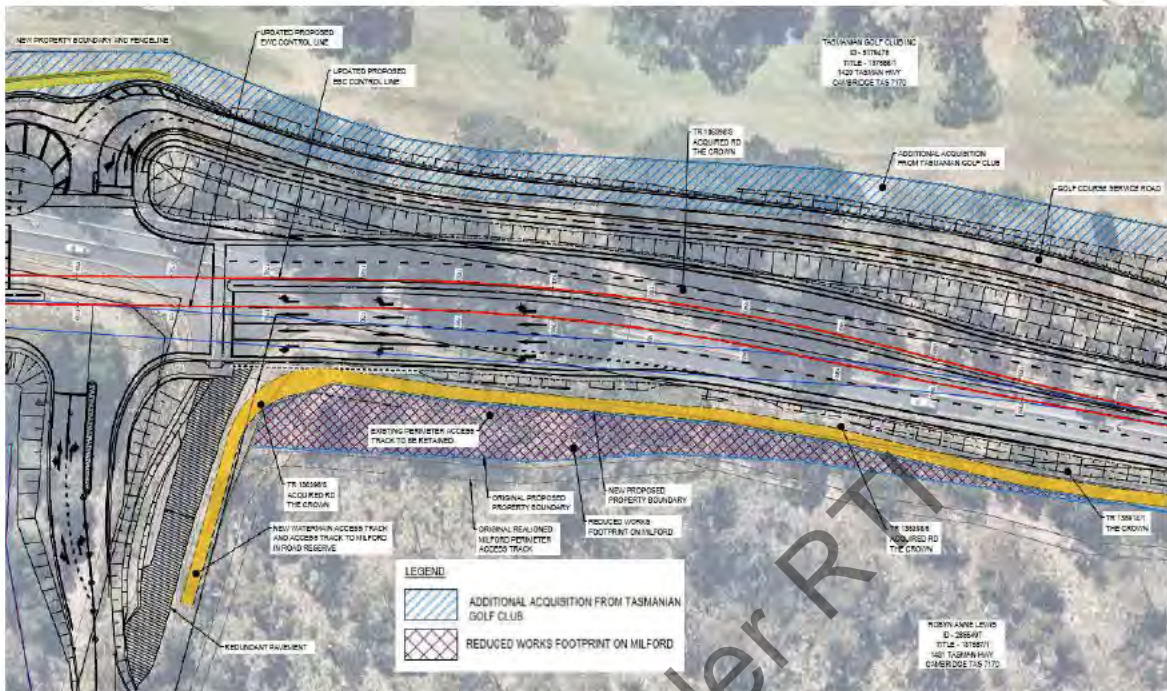 NEW PROPERTY BOUNDARY AND FENCELINE
UPDATED PROPOSED
EWC CONTROL LINE
UPDATED PROPOSED
EBC CONTROL LINE
TASMANIAN GOLF CLUB INC
1420 TASMAN HWY
CAMBRIDGE TAS 7170
ACQUIRED RD
THE CROWN
ADDITIONAL ACQUISITION
FROM TASMANIAN GOLF CLUB
GOLF COURSE SERVICE ROAD
EXISTING PERIMETER ACCESS
TRACK TO BE RETAINED
ACQUIRED RD
THE CROWN
NEW WATERMAIN ACCESS TRACK
AND ACCESS TRACK TO MILFORD
IN ROAD RESERVE
REDUNDANT PAVEMENT
ORIGINAL PROPOSED
PROPERTY BOUNDARY
ORIGINAL REALIGNED
MILFORD PERIMETER
ACCESS TRACK
NEW PROPOSED
PROPERTY BOUNDARY
REDUCED WORKS
FOOTPRINT ON MILFORD
ACQUIRED RD
THE CROWN
THE CROWN
LEGEND
ADDITIONAL ACQUISITION FROM TASMANIAN
GOLF CLUB
REDUCED WORKS FOOTPRINT ON MILFORD
ROBYN ANNE LEWIS
1431 TASMAN HWY
CAMBRIDGE TAS 7170
RTI